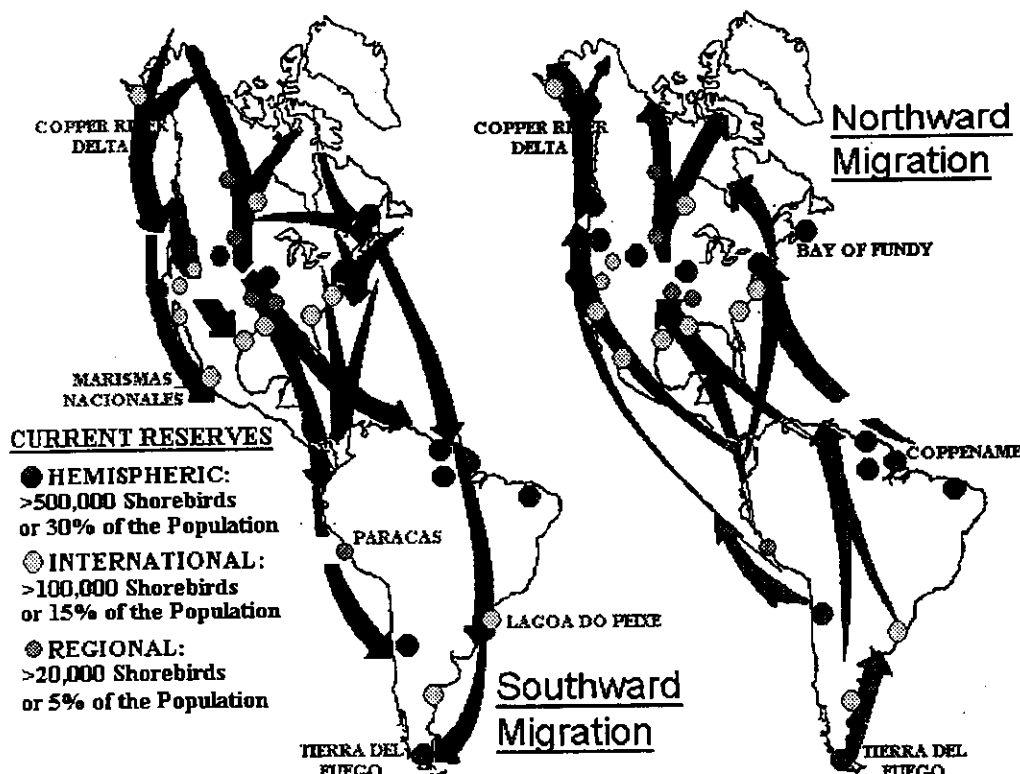 COPPER RIVER
DELTA
MARISMAS
NACIONALES
CURRENT RESERVES
HEMISPHERIC:
>500,000 Shorebirds
or 30% of the Population
INTERNATIONAL:
>100,000 Shorebirds
or 15% of the Population
REGIONAL:
>20,000 Shorebirds
or 5% of the Population
PARACAS
LAGOA DO PEIXE
Southward
Migration
TIERRA DEL
FUEGO
COPPER RIVER
DELTA
Northward
Migration
BAY OF FUNDY
COPPENAME
TIERRA DEL
FUEGO